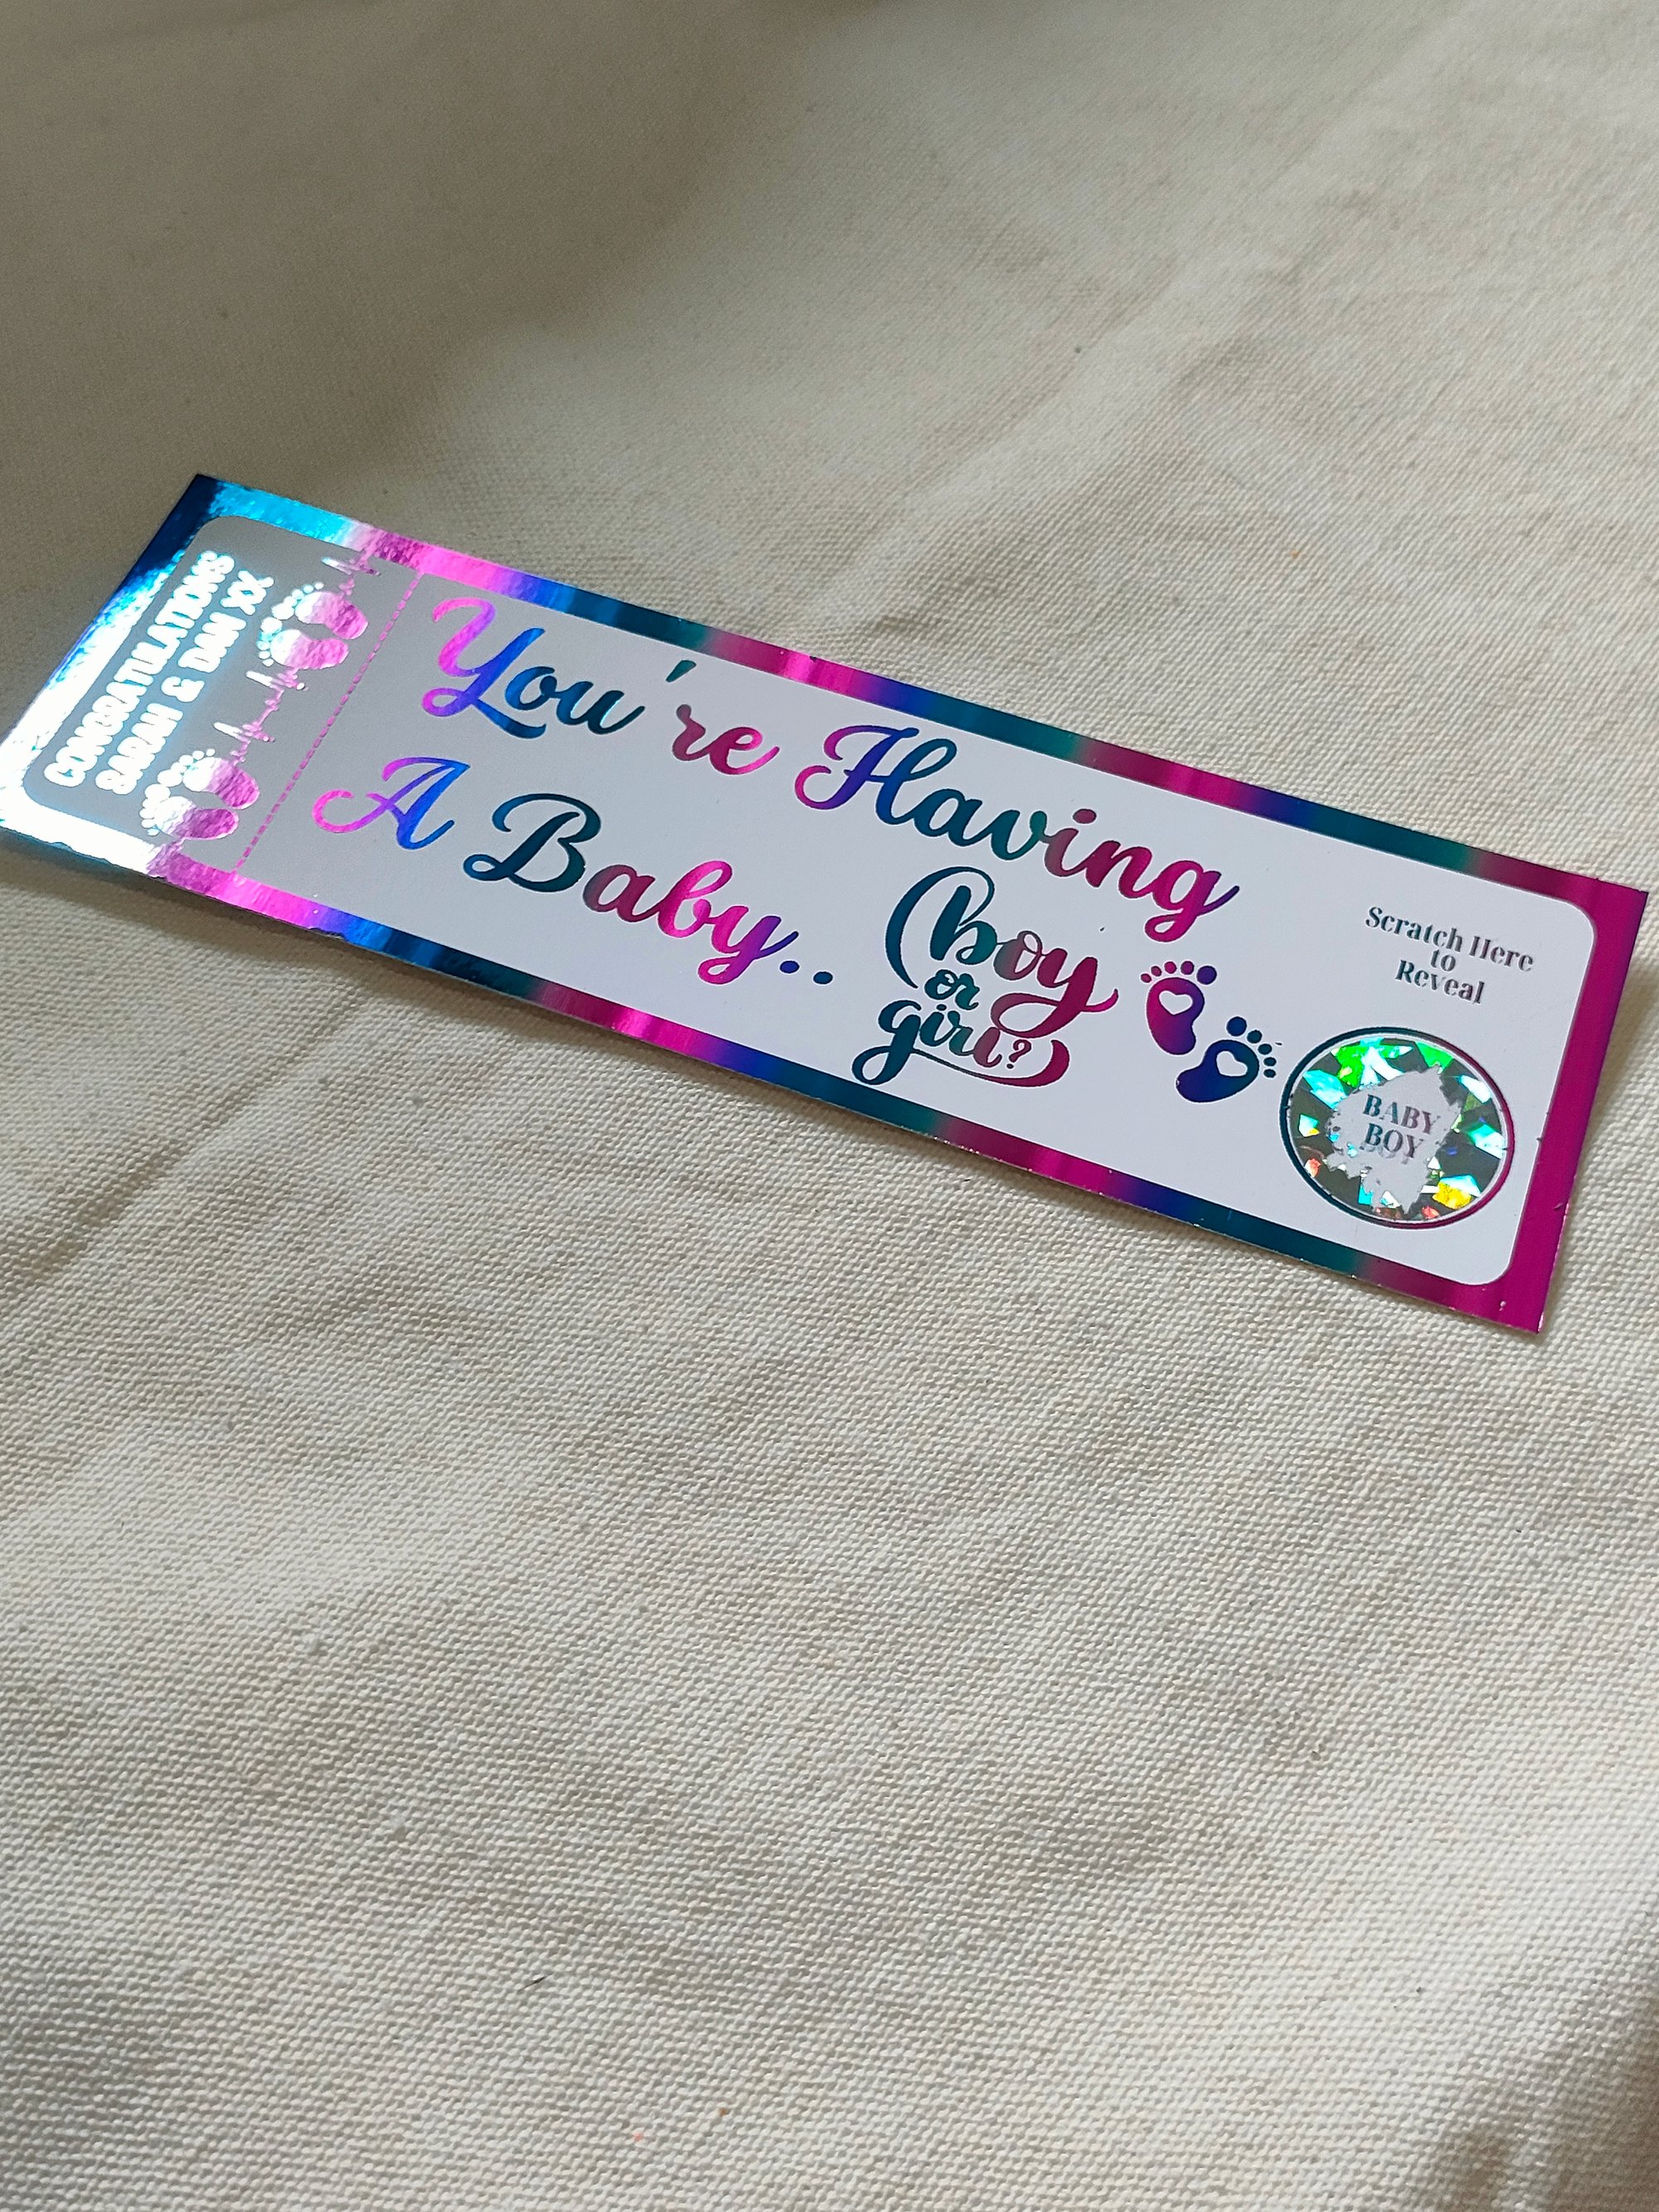 CONGRATULATIONS
SARAH & DAN XX
You're Having
A Baby..
boy
or
girl?
Scratch Here
to
Reveal
BABY
BOY